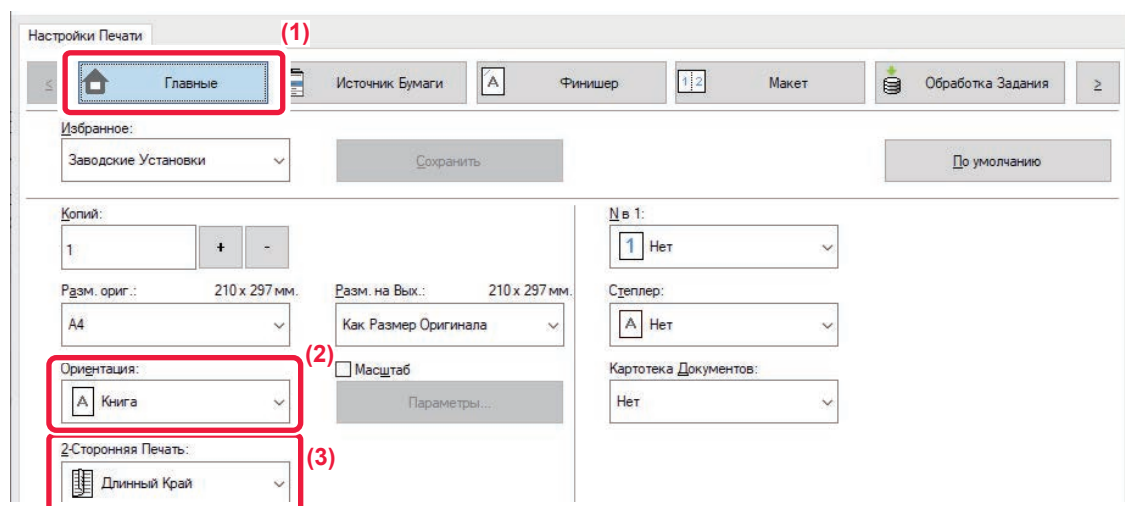 Настройки Печати
(1)
<
Главные
Источник Бумаги
A
Финишер
1 2
Макет
Обработка Задания
>
Избранное:
Заводские Установки
Сохранить
По умолчанию
Копий:
1
+
-
N в 1:
1 Нет
Разм. ориг.: 210 x 297 мм.
A4
Разм. на Вых.: 210 x 297 мм.
Как Размер Оригинала
Степлер:
A Нет
(2)
Ориентация:
A Книга
Масштаб
Параметры...
Картотека Документов:
Нет
(3)
2-Сторонняя Печать:
Длинный Край